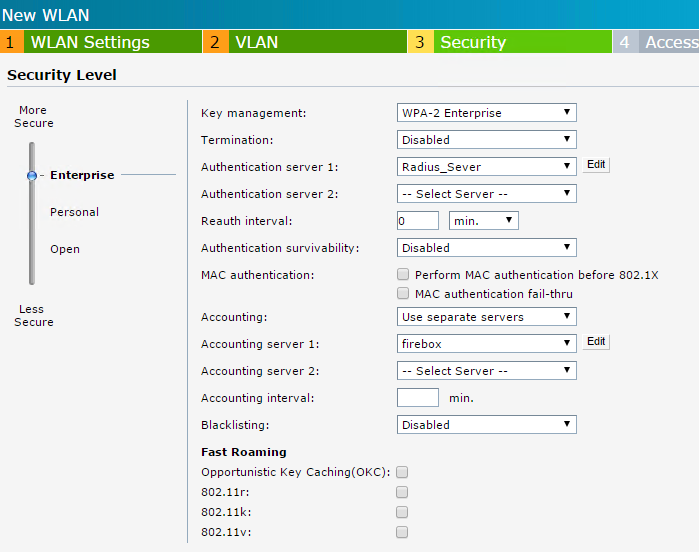 New WLAN
1 WLAN Settings 2 VLAN 3 Security 4 Access
Security Level
More
Secure
Enterprise
Personal
Open
Less
Secure
Key management: WPA-2 Enterprise
Termination: Disabled
Authentication server 1: Radius_Sever Edit
Authentication server 2: -- Select Server --
Reauth interval: 0 min.
Authentication survivability: Disabled
MAC authentication: Perform MAC authentication before 802.1X
MAC authentication fail-thru
Accounting: Use separate servers
Accounting server 1: firebox Edit
Accounting server 2: -- Select Server --
Accounting interval: min.
Blacklisting: Disabled
Fast Roaming
Opportunistic Key Caching(OKC):
802.11r:
802.11k:
802.11v: